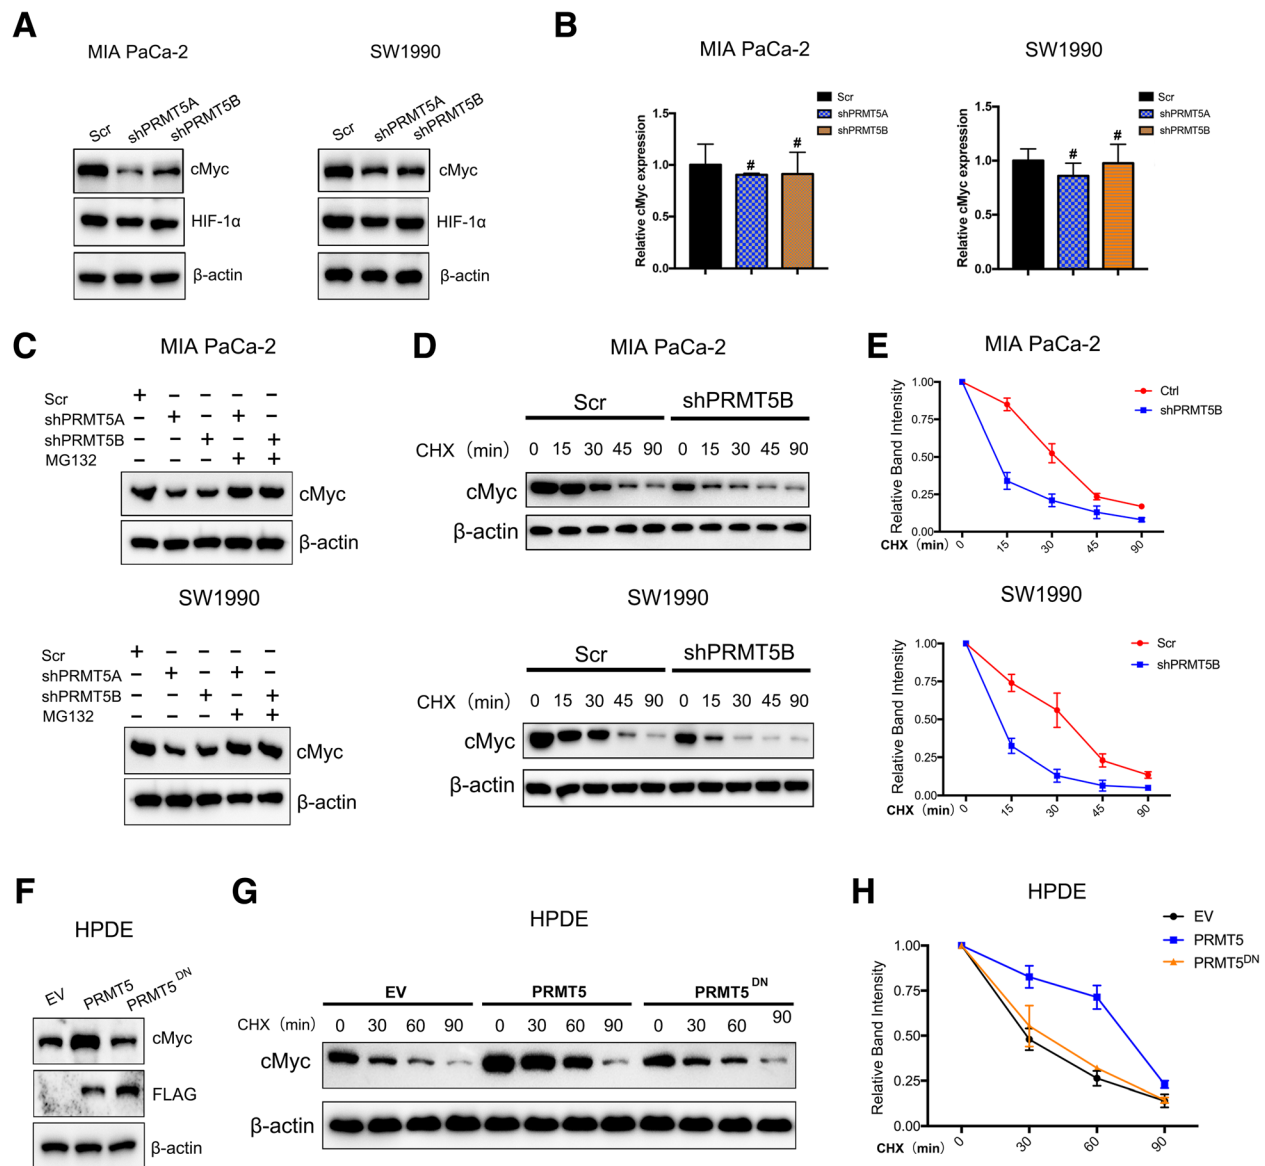 A
MIA PaCa-2
SW1990
Scr
shPRMT5A
shPRMT5B
cMyc
HIF-1α
β-actin
Scr
shPRMT5A
shPRMT5B
cMyc
HIF-1α
β-actin
B
MIA PaCa-2
Relative cMyc expression
1.5
1.0
0.5
0.0
# #
Scr
shPRMT5A
shPRMT5B
SW1990
Relative cMyc expression
1.5
1.0
0.5
0.0
# #
Scr
shPRMT5A
shPRMT5B
C
MIA PaCa-2
Scr + − − − −
shPRMT5A − + − + −
shPRMT5B − − + − +
MG132 − − − + +
cMyc
β-actin
SW1990
Scr + − − − −
shPRMT5A − + − + −
shPRMT5B − − + − +
MG132 − − − + +
cMyc
β-actin
D
MIA PaCa-2
Scr shPRMT5B
CHX (min) 0 15 30 45 90 0 15 30 45 90
cMyc
β-actin
SW1990
Scr shPRMT5B
CHX (min) 0 15 30 45 90 0 15 30 45 90
cMyc
β-actin
E
MIA PaCa-2
Relative Band Intensity
1.00
0.75
0.50
0.25
0.00
CHX (min) 0 15 30 45 90
Ctrl
shPRMT5B
SW1990
Relative Band Intensity
1.00
0.75
0.50
0.25
0.00
CHX (min) 0 15 30 45 90
Scr
shPRMT5B
F
HPDE
EV
PRMT5
PRMT5DN
cMyc
FLAG
β-actin
G
HPDE
EV PRMT5 PRMT5DN
CHX (min) 0 30 60 90 0 30 60 90 0 30 60 90
cMyc
β-actin
H
HPDE
Relative Band Intensity
1.00
0.75
0.50
0.25
0.00
CHX (min) 0 30 60 90
EV
PRMT5
PRMT5DN